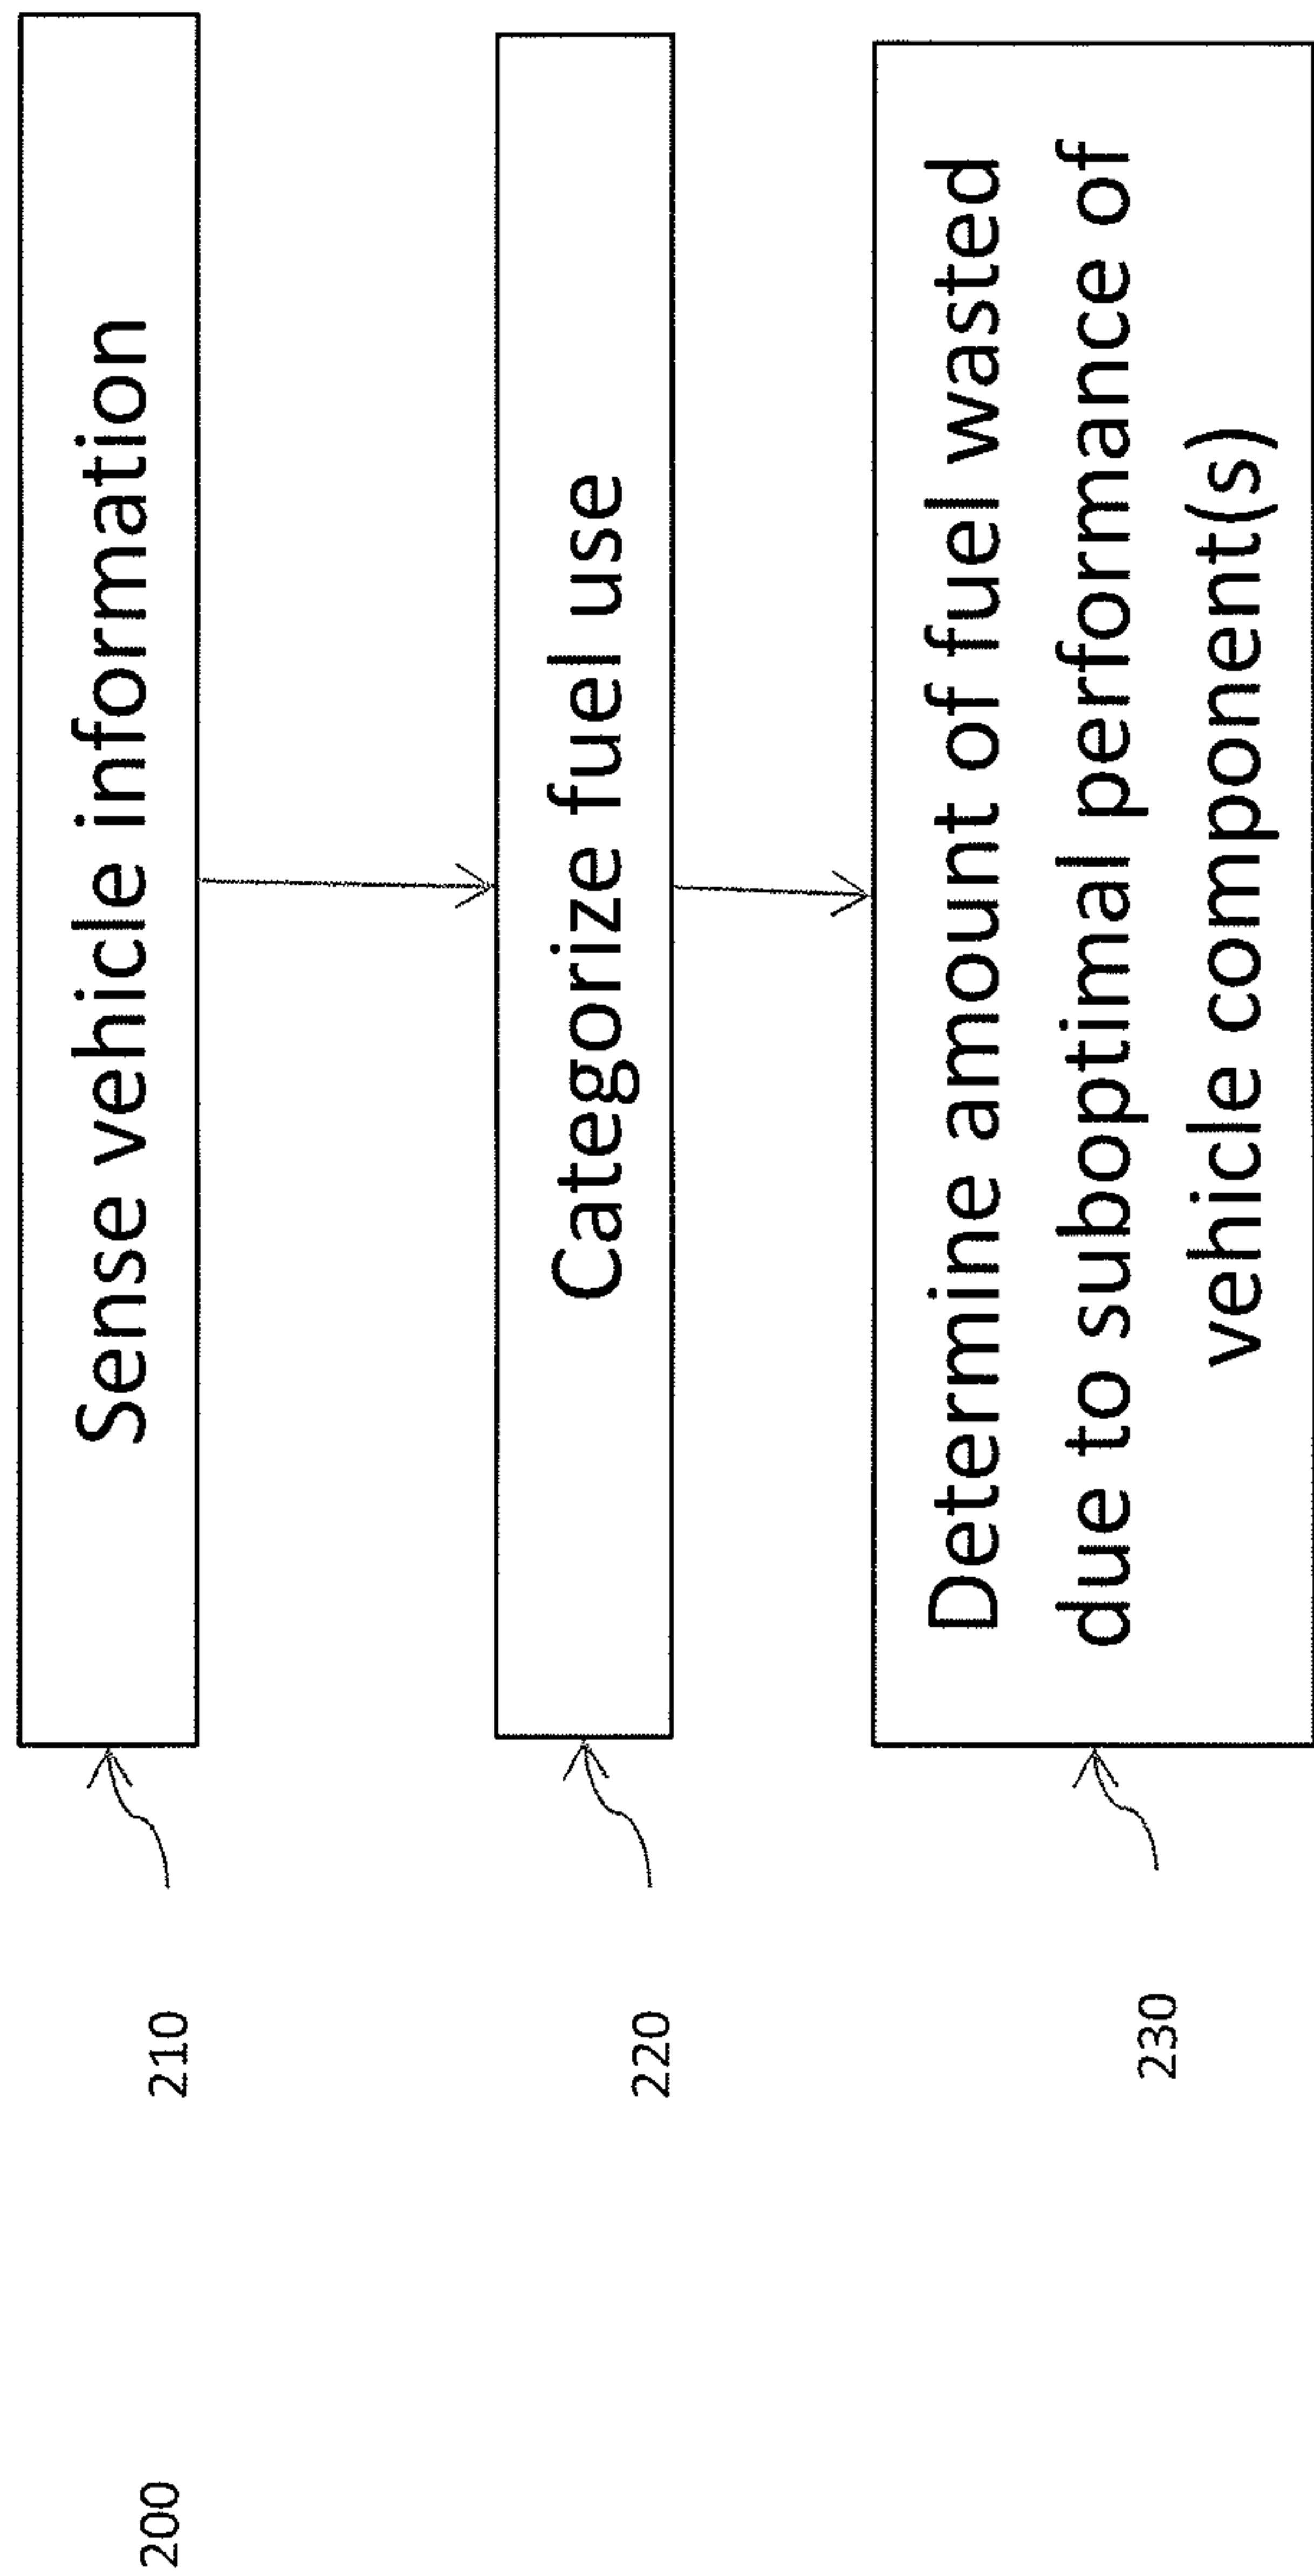 200
210
Sense vehicle information
220
Categorize fuel use
230
Determine amount of fuel wasted
due to suboptimal performance of
vehicle component(s)